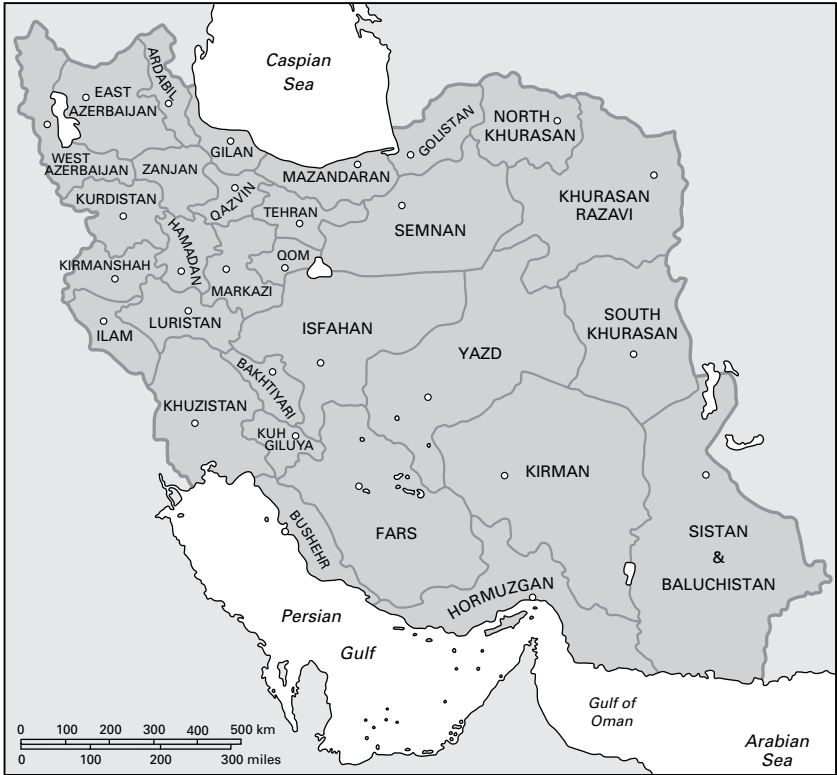 Caspian
Sea
ARDABIL
EAST
AZERBAIJAN
WEST
AZERBAIJAN
ZANJAN
GILAN
MAZANDARAN
GOLISTAN
NORTH
KHURASAN
KHURASAN
RAZAVI
KURDISTAN
QAZVIN
TEHRAN
SEMNAN
HAMADAN
QOM
KIRMANSHAH
MARKAZI
ILAM
LURISTAN
ISFAHAN
YAZD
SOUTH
KHURASAN
BAKHTIYARI
KHUZISTAN
KUH
GILUYA
KIRMAN
FARS
BUSHEHR
SISTAN
&
BALUCHISTAN
HORMUZGAN
Persian
Gulf
Gulf of
Oman
Arabian
Sea
0 100 200 300 400 500 km
0 100 200 300 miles